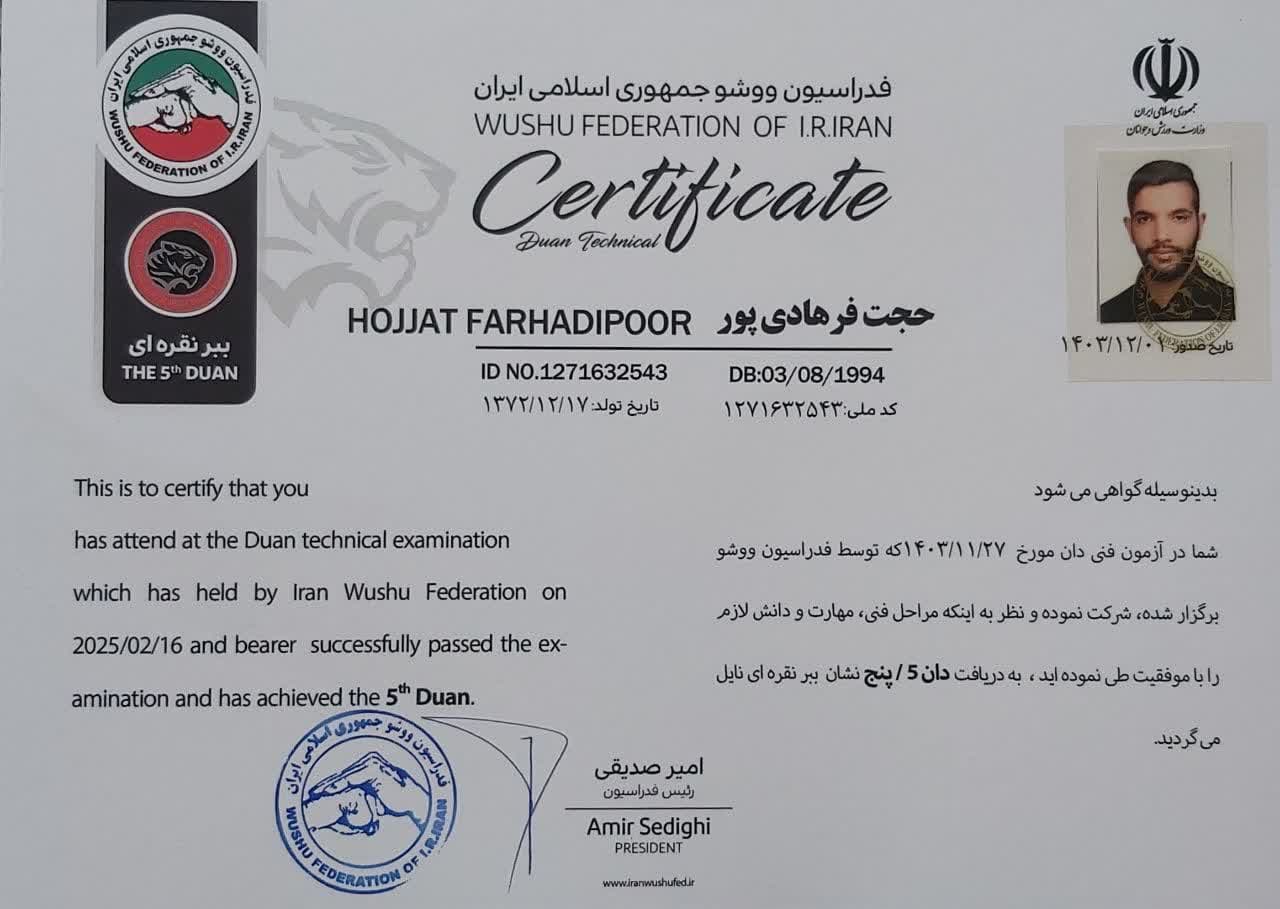 فدراسیون ووشو جمهوری اسلامی ایران
WUSHU FEDERATION OF I.R.IRAN
ببر نقره ای
THE 5th DUAN
فدراسیون ووشو جمهوری اسلامی ایران
WUSHU FEDERATION OF I.R.IRAN
Certificate
Duan Technical
جمهوری اسلامی ایران
وزارت ورزش و جوانان
تاریخ صدور:
HOJJAT FARHADIPOOR حجت فرهادی پور
ID NO.1271632543 DB:03/08/1994
تاریخ تولد:۱۳۷۲/۱۲/۱۷ کد ملی:۱۲۷۱۶۳۲۵۴۳
This is to certify that you
has attend at the Duan technical examination
which has held by Iran Wushu Federation on
2025/02/16 and bearer successfully passed the ex-
amination and has achieved the 5th Duan.
بدینوسیله گواهی می شود
شما در آزمون فنی دان مورخ ۱۴۰۳/۱۱/۲۷که توسط فدراسیون ووشو
برگزار شده، شرکت نموده و نظر به اینکه مراحل فنی، مهارت و دانش لازم
را با موفقیت طی نموده اید ، به دریافت دان 5 / پنج نشان ببر نقره ای نایل
می گردید.
فدراسیون ووشو جمهوری اسلامی ایران
WUSHU FEDERATION OF I.R.IRAN
امیر صدیقی
رئیس فدراسیون
Amir Sedighi
PRESIDENT
www.iranwushufed.ir